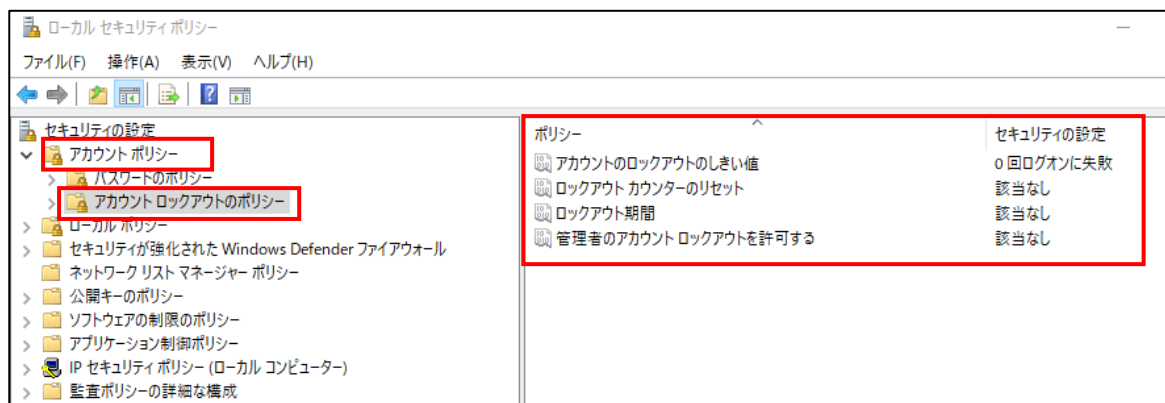 ローカル セキュリティ ポリシー
ファイル(F) 操作(A) 表示(V) ヘルプ(H)
セキュリティの設定
アカウント ポリシー
パスワードのポリシー
アカウント ロックアウトのポリシー
ローカル ポリシー
セキュリティが強化された Windows Defender ファイアウォール
ネットワーク リスト マネージャー ポリシー
公開キーのポリシー
ソフトウェアの制限のポリシー
アプリケーション制御ポリシー
IP セキュリティ ポリシー (ローカル コンピューター)
監査ポリシーの詳細な構成
ポリシー セキュリティの設定
アカウントのロックアウトのしきい値 0 回ログオンに失敗
ロックアウト カウンターのリセット 該当なし
ロックアウト期間 該当なし
管理者のアカウント ロックアウトを許可する 該当なし